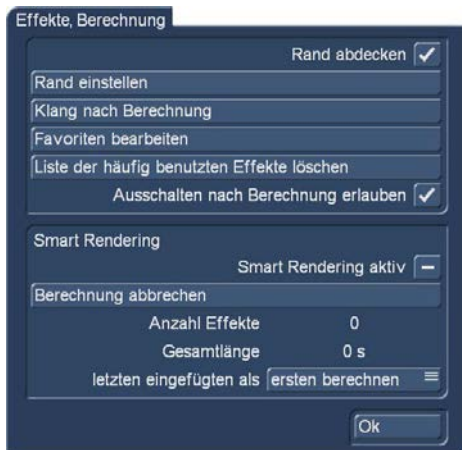 Effekte, Berechnung
Rand abdecken
Rand einstellen
Klang nach Berechnung
Favoriten bearbeiten
Liste der häufig benutzten Effekte löschen
Ausschalten nach Berechnung erlauben
Smart Rendering
Smart Rendering aktiv
Berechnung abbrechen
Anzahl Effekte 0
Gesamtlänge 0 s
letzten eingefügten als ersten berechnen
Ok